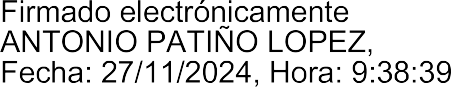 Firmado electrónicamente
ANTONIO PATIÑO LOPEZ,
Fecha: 27/11/2024, Hora: 9:38:39